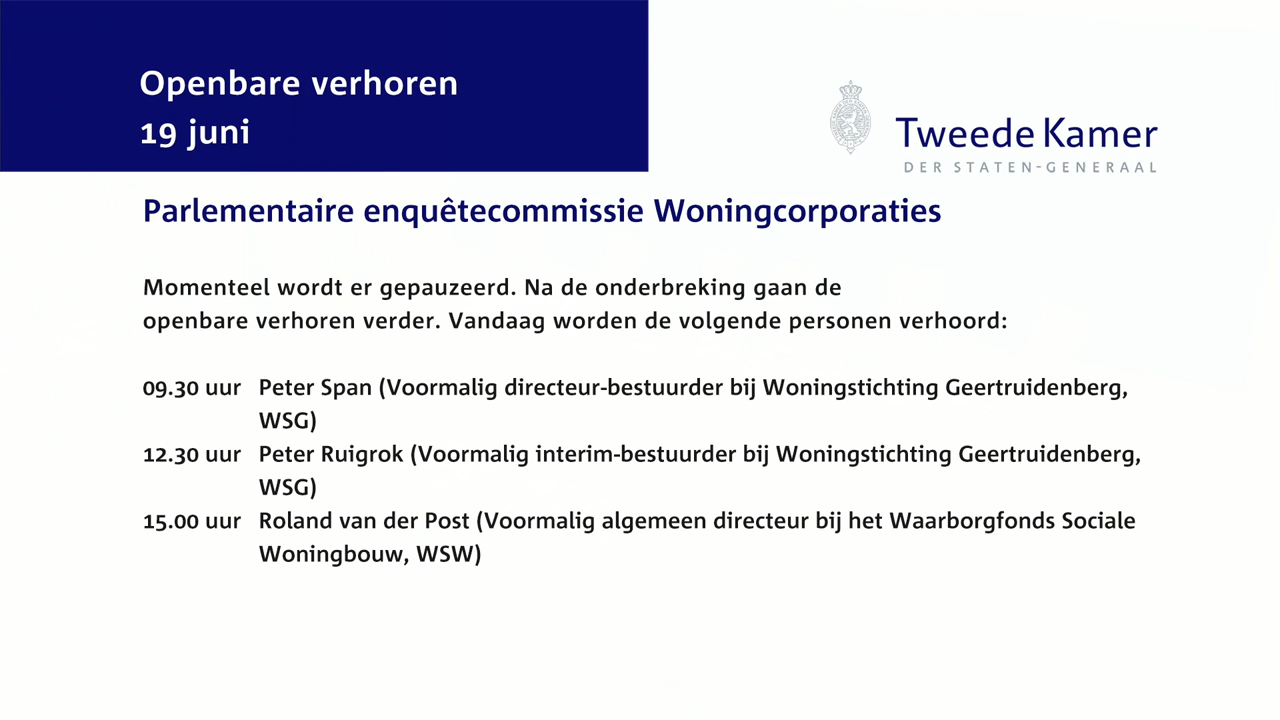 Openbare verhoren
19 juni
Tweede Kamer
DER STATEN-GENERAAL
Parlementaire enquêtecommissie Woningcorporaties
Momenteel wordt er gepauzeerd. Na de onderbreking gaan de
openbare verhoren verder. Vandaag worden de volgende personen verhoord:
09.30 uur Peter Span (Voormalig directeur-bestuurder bij Woningstichting Geertruidenberg,
WSG)
12.30 uur Peter Ruigrok (Voormalig interim-bestuurder bij Woningstichting Geertruidenberg,
WSG)
15.00 uur Roland van der Post (Voormalig algemeen directeur bij het Waarborgfonds Sociale
Woningbouw, WSW)